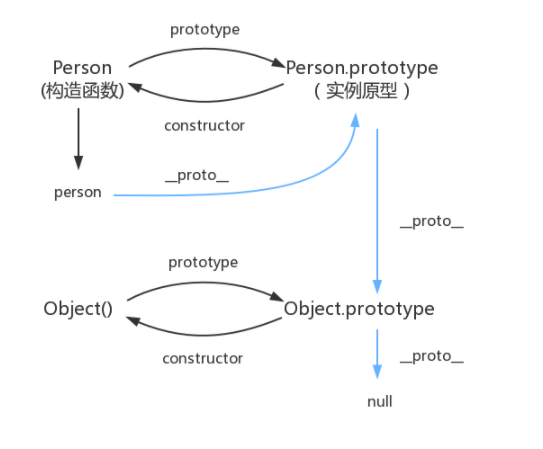 prototype
Person
(构造函数)
Person.prototype
（实例原型）
constructor
__proto__
person
__proto__
prototype
Object()
Object.prototype
constructor
__proto__
null